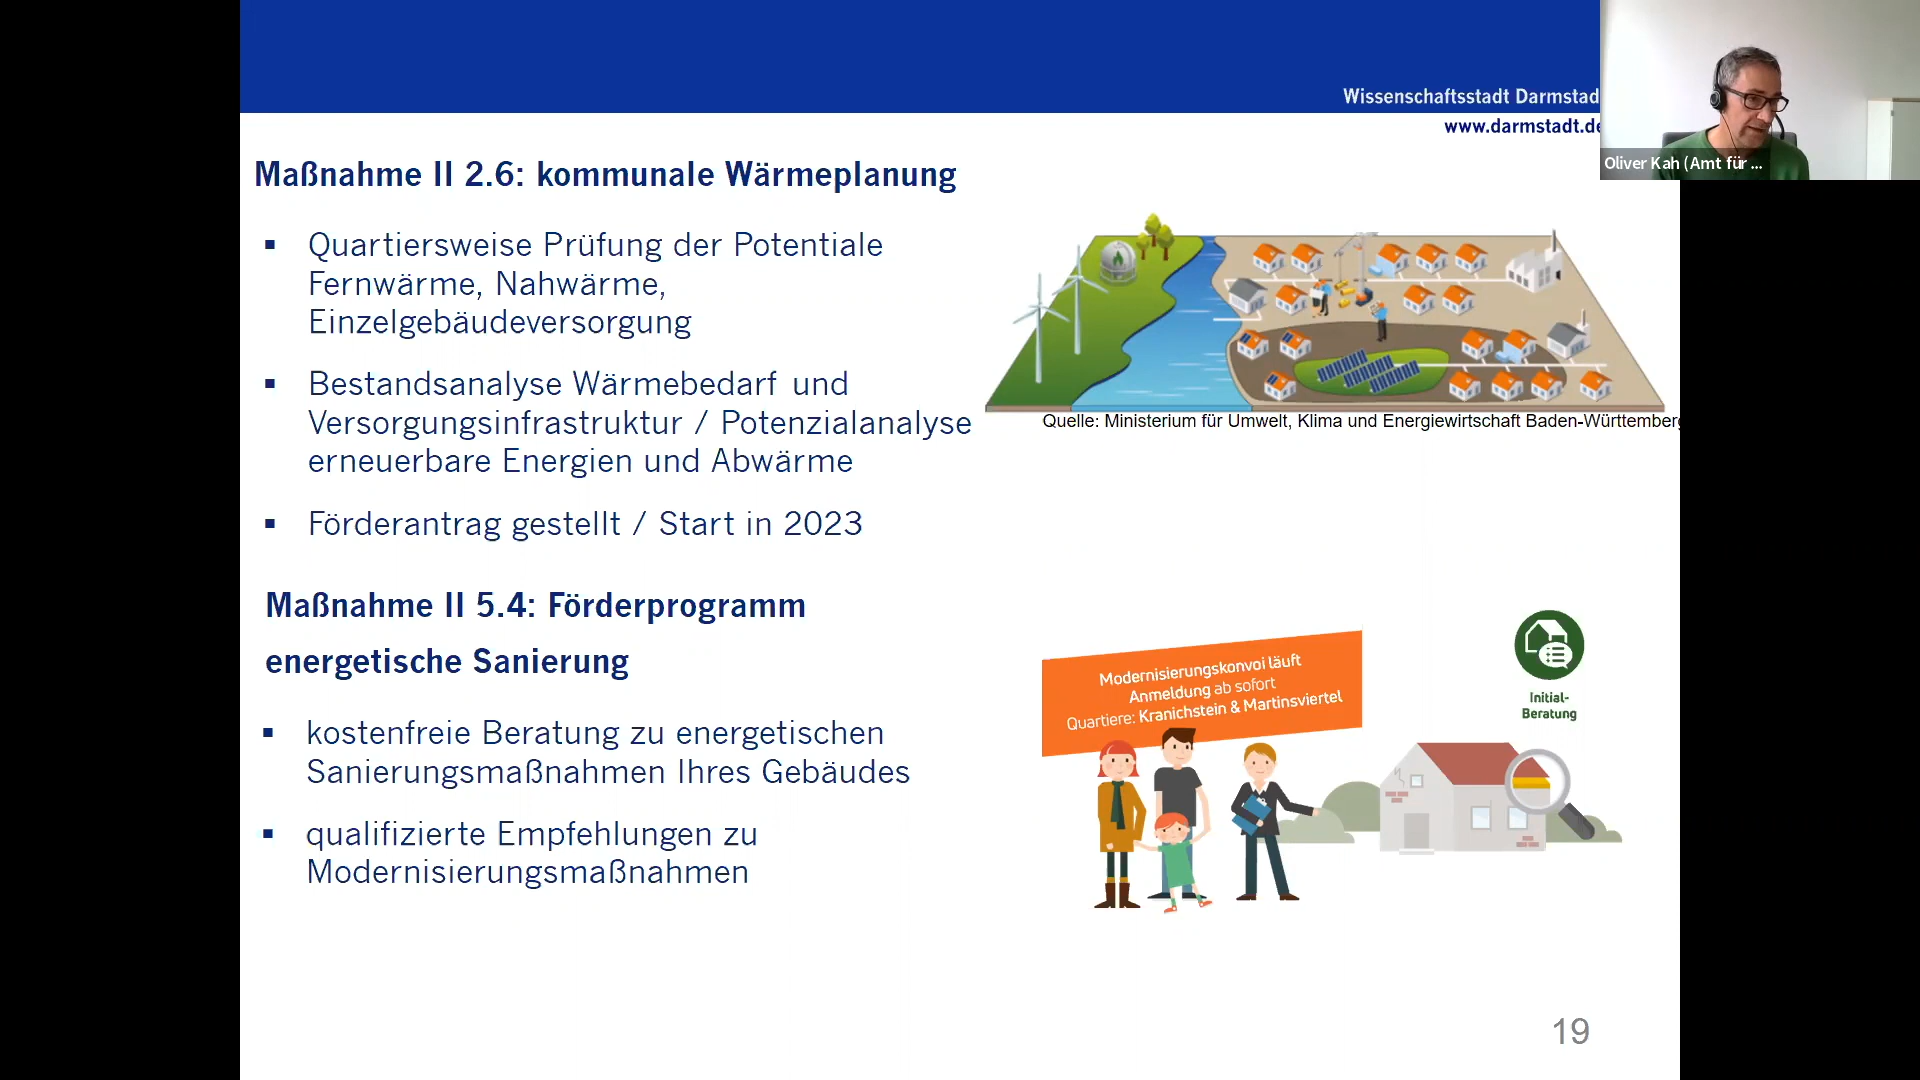 Wissenschaftsstadt Darmstad
www.darmstadt.de
Oliver Kah (Amt für ...
Maßnahme II 2.6: kommunale Wärmeplanung
▪ Quartiersweise Prüfung der Potentiale
Fernwärme, Nahwärme,
Einzelgebäudeversorgung
▪ Bestandsanalyse Wärmebedarf und
Versorgungsinfrastruktur / Potenzialanalyse
erneuerbare Energien und Abwärme
▪ Förderantrag gestellt / Start in 2023
Quelle: Ministerium für Umwelt, Klima und Energiewirtschaft Baden-Württemberg
Maßnahme II 5.4: Förderprogramm
energetische Sanierung
▪ kostenfreie Beratung zu energetischen
Sanierungsmaßnahmen Ihres Gebäudes
▪ qualifizierte Empfehlungen zu
Modernisierungsmaßnahmen
Modernisierungskonvoi läuft
Anmeldung ab sofort
Quartiere: Kranichstein & Martinsviertel
Initial-
Beratung
19